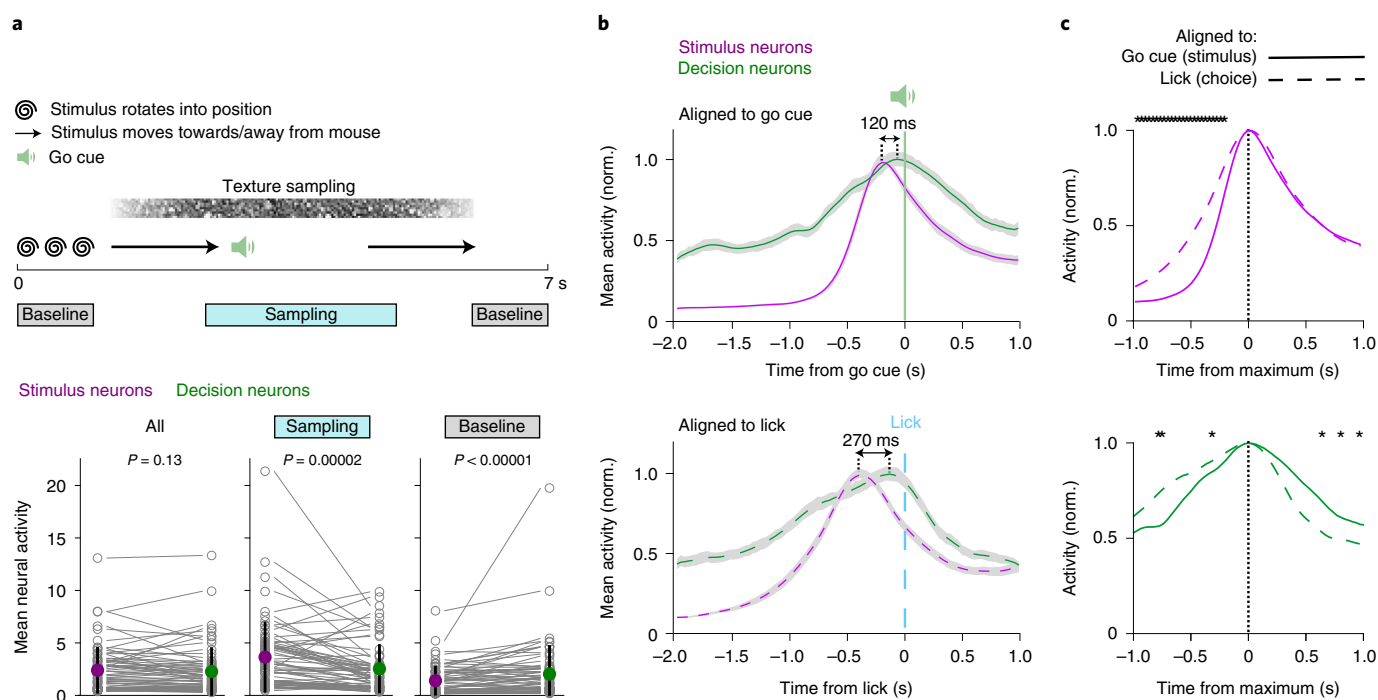 a
Stimulus rotates into position
Stimulus moves towards/away from mouse
Go cue
Texture sampling
0
7 s
Baseline
Sampling
Baseline
Stimulus neurons
Decision neurons
All
Sampling
Baseline
P = 0.13
P = 0.00002
P < 0.00001
Mean neural activity
20
15
10
5
0
b
Stimulus neurons
Decision neurons
Aligned to go cue
120 ms
Mean activity (norm.)
1.0
0.5
0
–2.0 –1.5 –1.0 –0.5 0 0.5 1.0
Time from go cue (s)
Aligned to lick
Lick
270 ms
Mean activity (norm.)
1.0
0.5
0
–2.0 –1.5 –1.0 –0.5 0 0.5 1.0
Time from lick (s)
c
Aligned to:
Go cue (stimulus)
Lick (choice)
Activity (norm.)
1.0
0.5
0
–1.0 –0.5 0 0.5 1.0
Time from maximum (s)
* * * * * *
Activity (norm.)
1.0
0.5
0
–1.0 –0.5 0 0.5 1.0
Time from maximum (s)